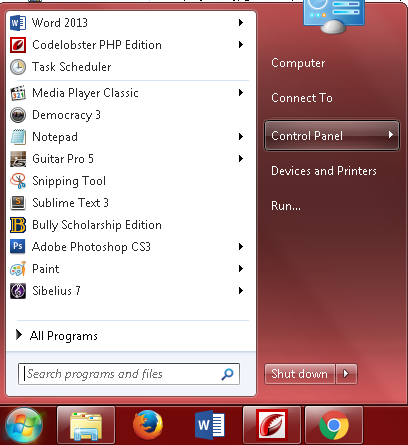 Word 2013
Codelobster PHP Edition
Task Scheduler
Media Player Classic
Democracy 3
Notepad
Guitar Pro 5
Snipping Tool
Sublime Text 3
Bully Scholarship Edition
Adobe Photoshop CS3
Paint
Sibelius 7
All Programs
Search programs and files
Computer
Connect To
Control Panel
Devices and Printers
Run...
Shut down